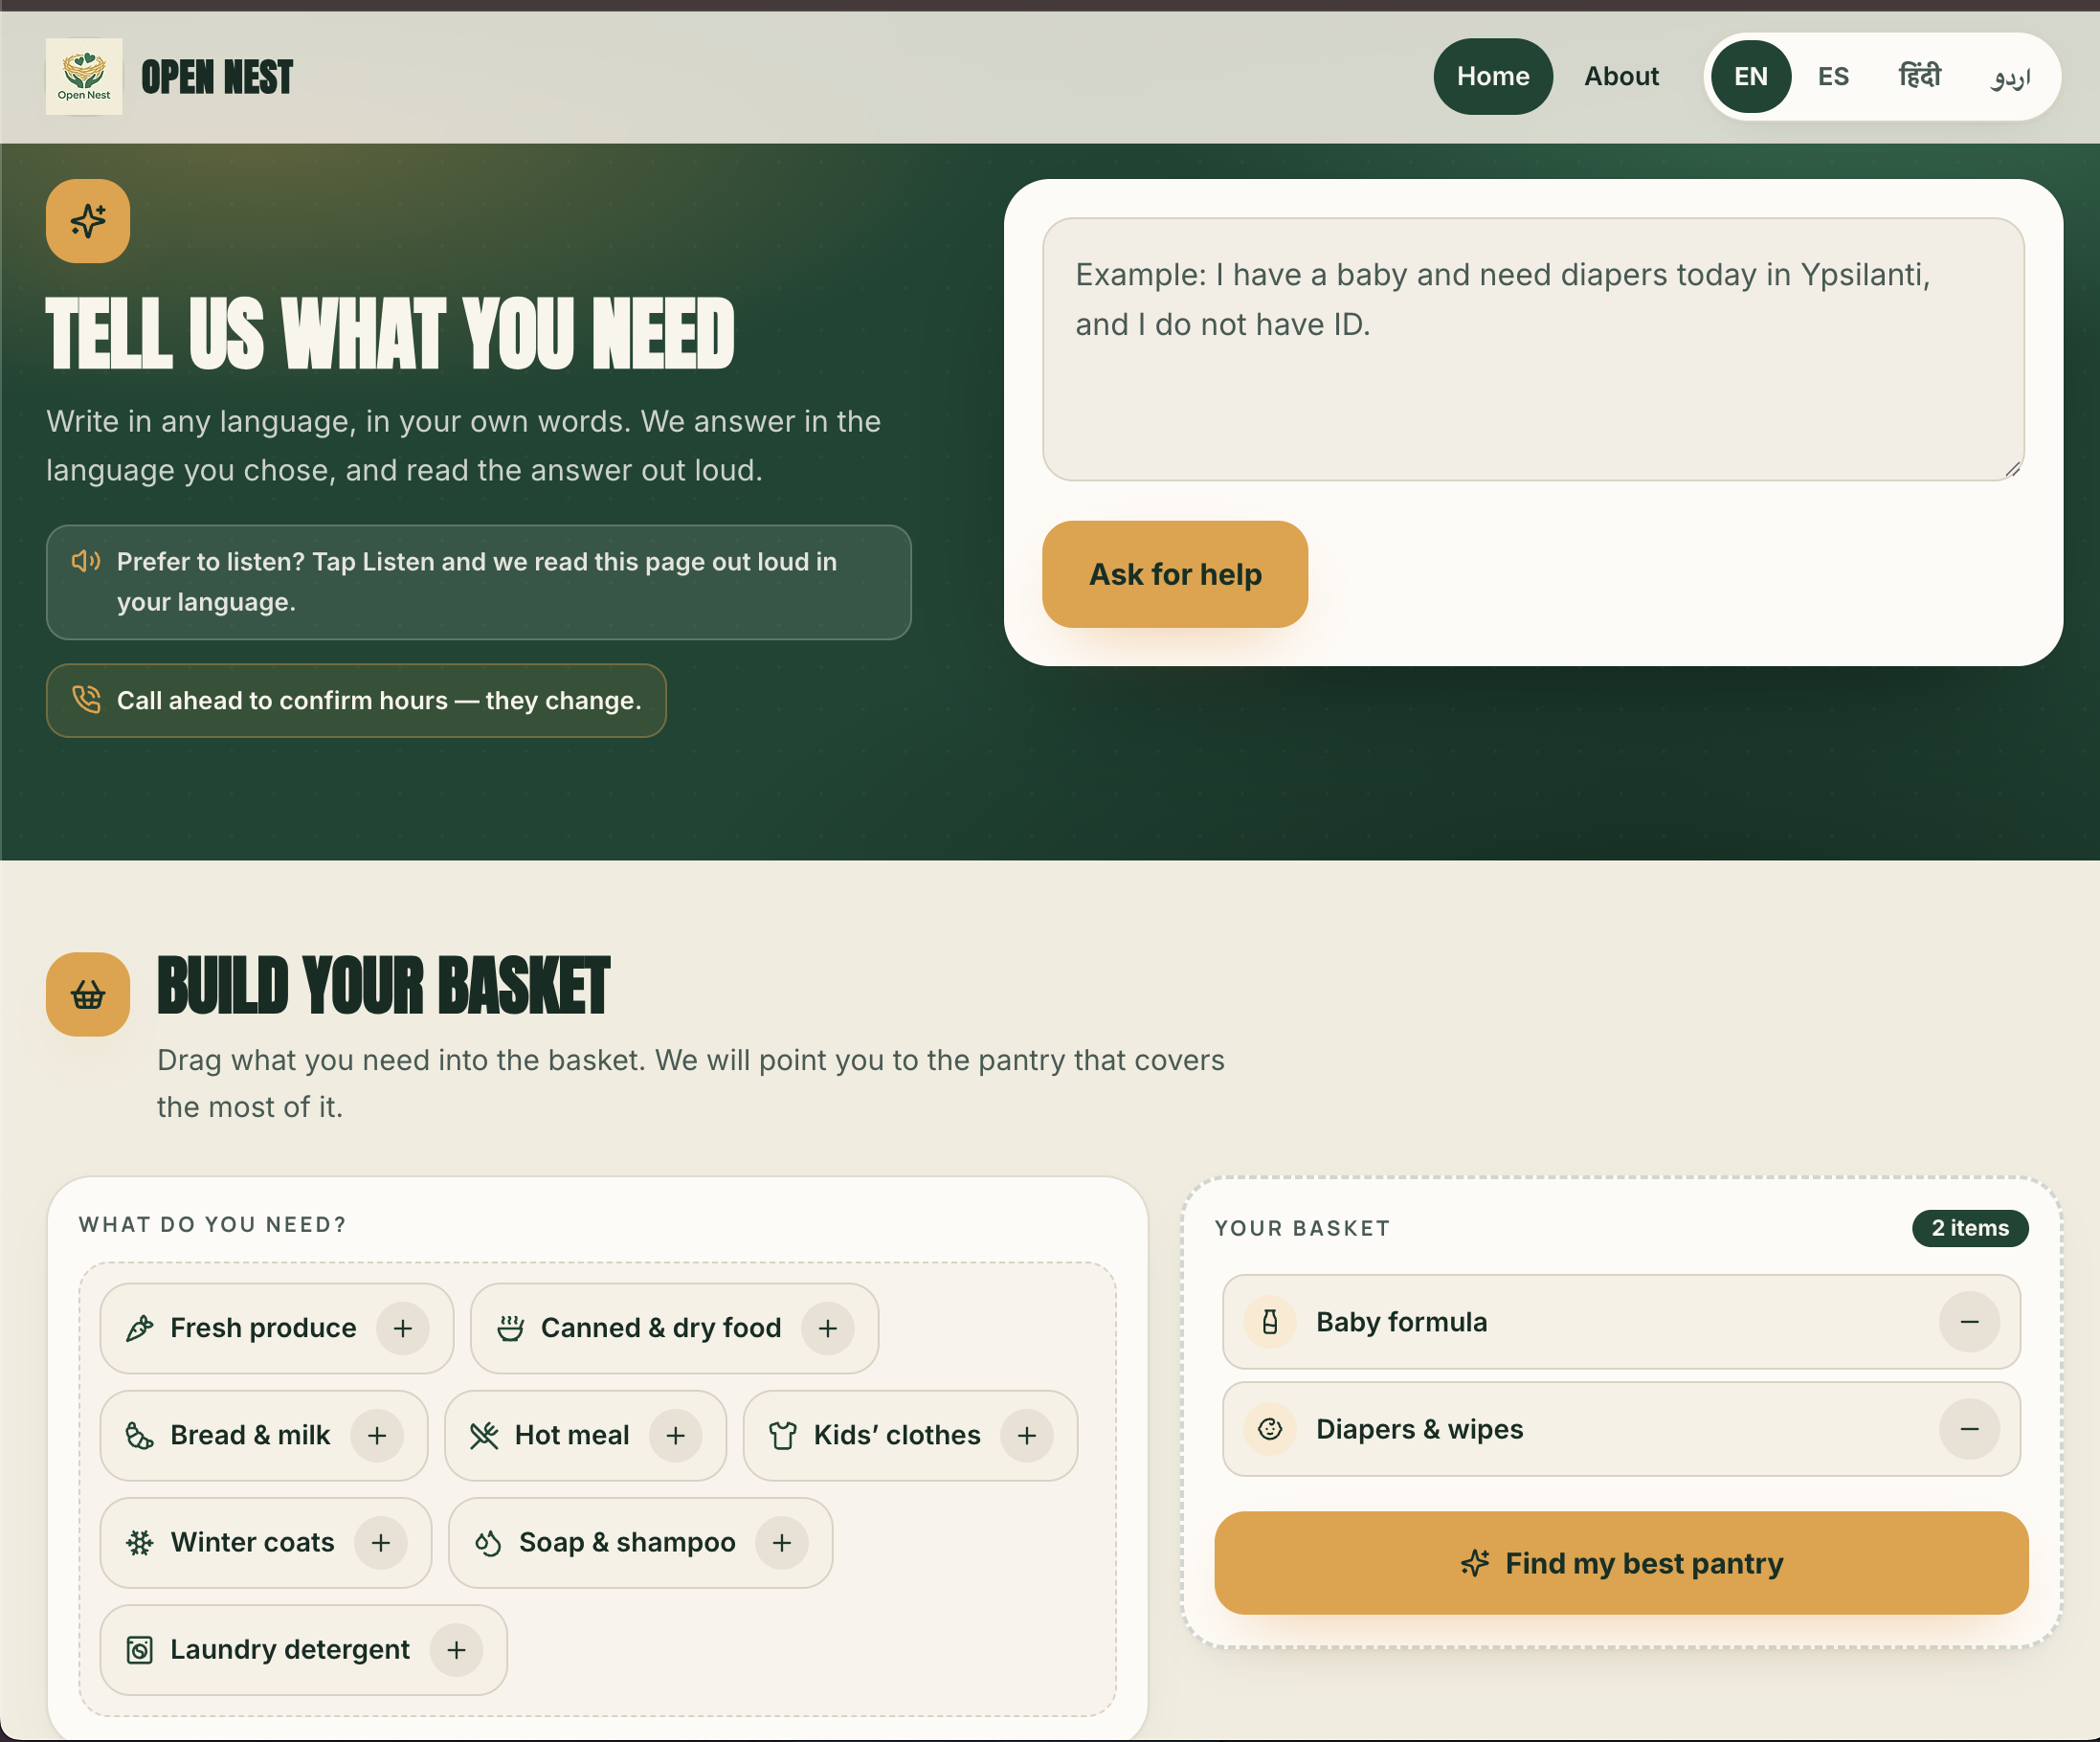 Open Nest
OPEN NEST
Home
About
EN
ES
हिंदी
اردو
TELL US WHAT YOU NEED
Write in any language, in your own words. We answer in the
language you chose, and read the answer out loud.
Prefer to listen? Tap Listen and we read this page out loud in
your language.
Call ahead to confirm hours — they change.
Example: I have a baby and need diapers today in Ypsilanti,
and I do not have ID.
Ask for help
BUILD YOUR BASKET
Drag what you need into the basket. We will point you to the pantry that covers
the most of it.
WHAT DO YOU NEED?
Fresh produce
Canned & dry food
Bread & milk
Hot meal
Kids’ clothes
Winter coats
Soap & shampoo
Laundry detergent
YOUR BASKET
2 items
Baby formula
Diapers & wipes
Find my best pantry